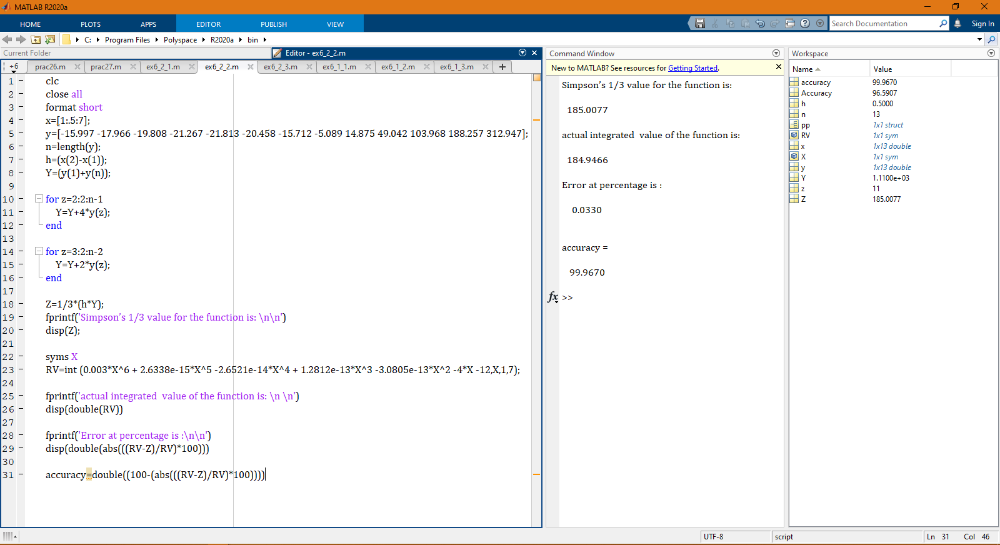 MATLAB R2020a
HOME PLOTS APPS EDITOR PUBLISH VIEW Search Documentation Sign In
C: Program Files Polyspace R2020a bin
Current Folder
Editor - ex6_2_2.m
+6 prac26.m prac27.m ex6_2_1.m ex6_2_2.m ex6_2_3.m ex6_1_1.m ex6_1_2.m ex6_1_3.m
1 clc
2 close all
3 format short
4 x=[1:.5:7];
5 y=[-15.997 -17.966 -19.808 -21.267 -21.813 -20.458 -15.712 -5.089 14.875 49.042 103.968 188.257 312.947];
6 n=length(y);
7 h=(x(2)-x(1));
8 Y=(y(1)+y(n));
9
10 for z=2:2:n-1
11 Y=Y+4*y(z);
12 end
13
14 for z=3:2:n-2
15 Y=Y+2*y(z);
16 end
17
18 Z=1/3*(h*Y);
19 fprintf('Simpson’s 1/3 value for the function is: \n\n')
20 disp(Z);
21
22 syms X
23 RV=int (0.003*X^6 + 2.6338e-15*X^5 -2.6521e-14*X^4 + 1.2812e-13*X^3 -3.0805e-13*X^2 -4*X -12,X,1,7);
24
25 fprintf('actual integrated  value of the function is: \n \n')
26 disp(double(RV))
27
28 fprintf('Error at percentage is :\n\n')
29 disp(double(abs(((RV-Z)/RV)*100)))
30
31 accuracy=double((100-(abs(((RV-Z)/RV)*100))))
Command Window
New to MATLAB? See resources for Getting Started.
Simpson’s 1/3 value for the function is:
185.0077
actual integrated  value of the function is:
184.9466
Error at percentage is :
0.0330
accuracy =
99.9670
fx >>
Workspace
Name Value
accuracy 99.9670
Accuracy 96.5907
h 0.5000
n 13
pp 1x1 struct
RV 1x1 sym
x 1x13 double
X 1x1 sym
y 1x13 double
Y 1.1100e+03
z 11
Z 185.0077
UTF-8 script Ln 31 Col 46